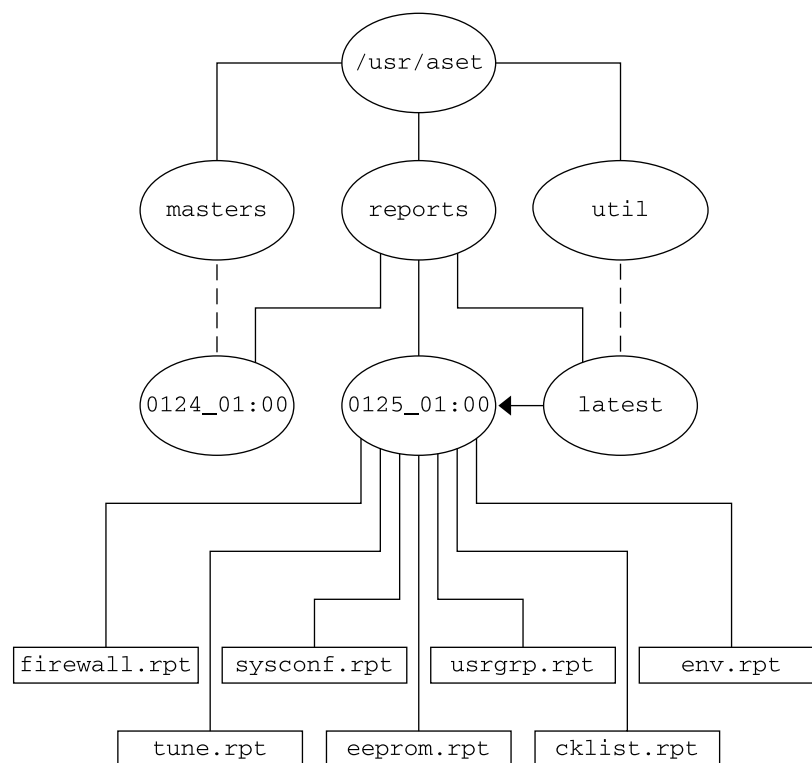 /usr/aset
masters
reports
util
0124_01:00
0125_01:00
latest
firewall.rpt
sysconf.rpt
usrgrp.rpt
env.rpt
tune.rpt
eeprom.rpt
cklist.rpt